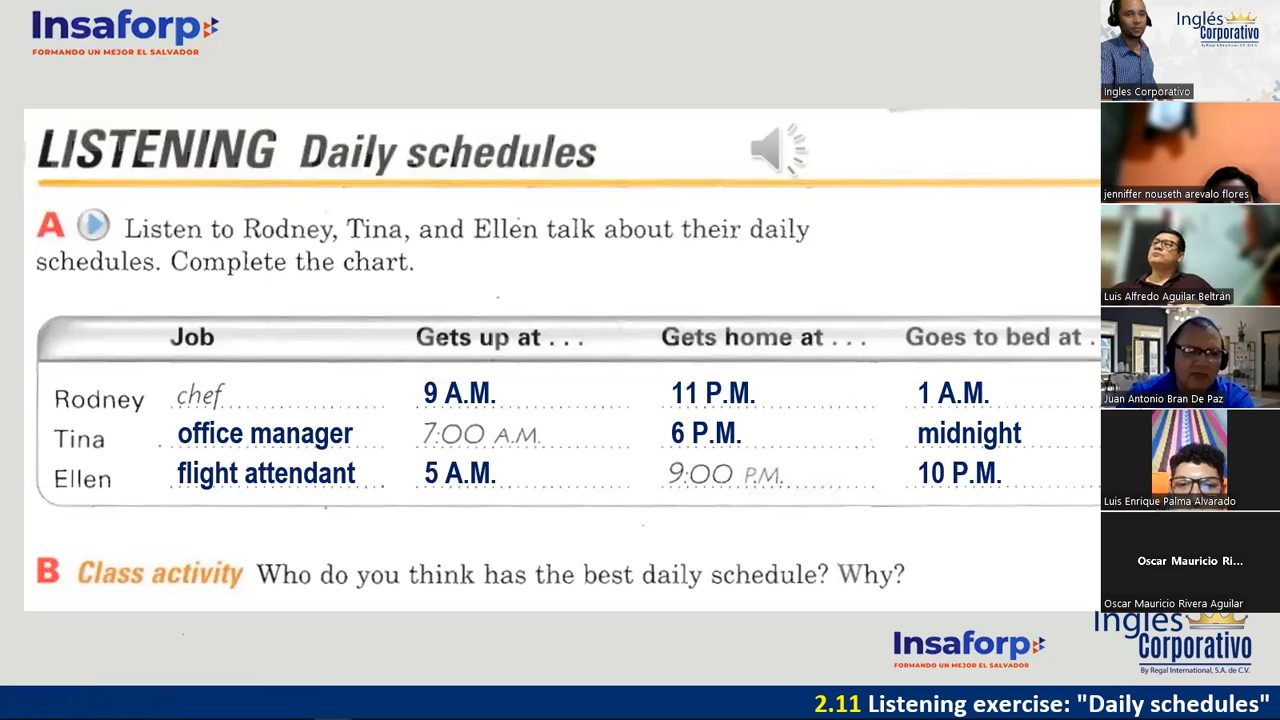 Insaforp
FORMANDO UN MEJOR EL SALVADOR
Inglés
Corporativo
By Regal International, S.A. de C.V.
Ingles Corporativo
LISTENING Daily schedules
jenniffer nouseth arevalo flores
A Listen to Rodney, Tina, and Ellen talk about their daily
schedules. Complete the chart.
Luis Alfredo Aguilar Beltrán
Job Gets up at . . . Gets home at . . . Goes to bed at .
Rodney chef 9 A.M. 11 P.M. 1 A.M.
Tina office manager 7:00 A.M. 6 P.M. midnight
Ellen flight attendant 5 A.M. 9:00 P.M. 10 P.M.
Juan Antonio Bran De Paz
Luis Enrique Palma Alvarado
B Class activity Who do you think has the best daily schedule? Why?
Oscar Mauricio Ri...
Oscar Mauricio Rivera Aguilar
Insaforp
FORMANDO UN MEJOR EL SALVADOR
Inglés
Corporativo
By Regal International, S.A. de C.V.
2.11 Listening exercise: "Daily schedules"